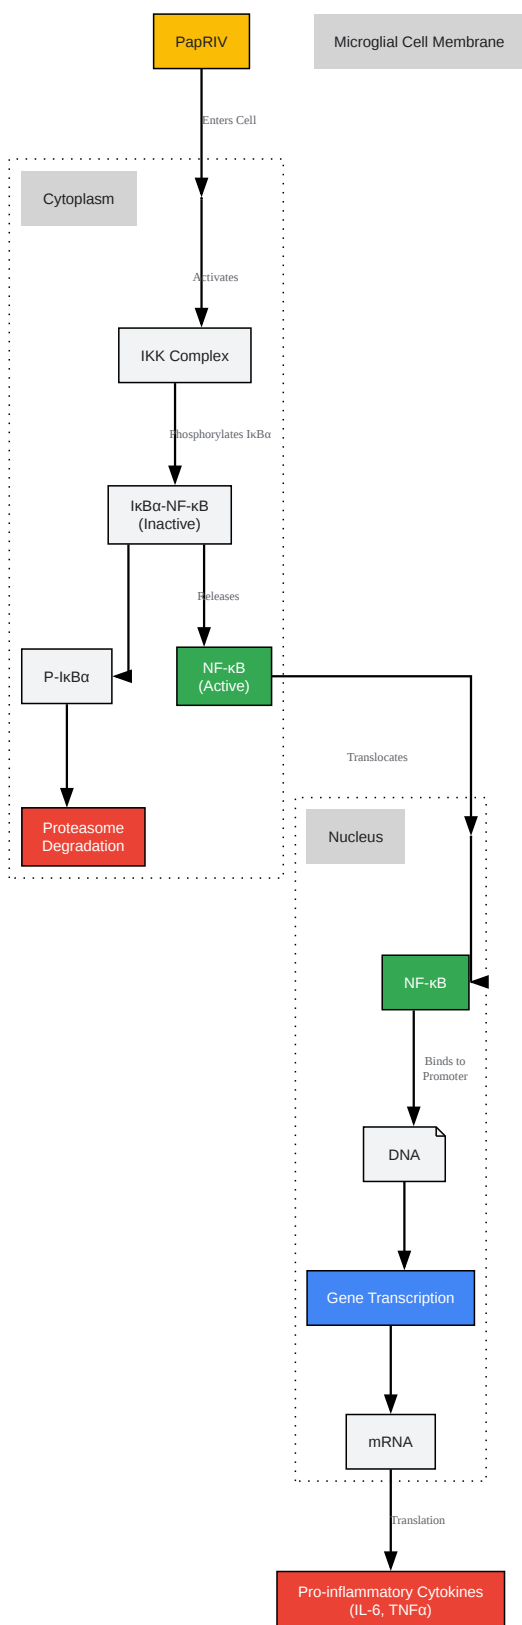 PapRIV
Microglial Cell Membrane
Enters Cell
Cytoplasm
Activates
IKK Complex
Phosphorylates IκBα
IκBα-NF-κB
(Inactive)
Releases
P-IκBα
NF-κB
(Active)
Translocates
Proteasome
Degradation
Nucleus
NF-κB
Binds to
Promoter
DNA
Gene Transcription
mRNA
Translation
Pro-inflammatory Cytokines
(IL-6, TNFα)